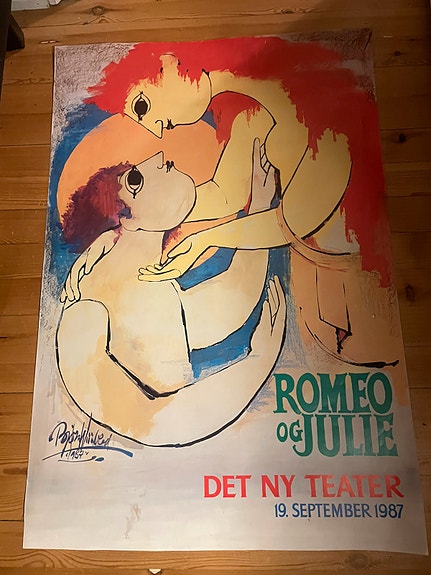 ROMEO
OG JULIE
DET NY TEATER
19. SEPTEMBER 1987